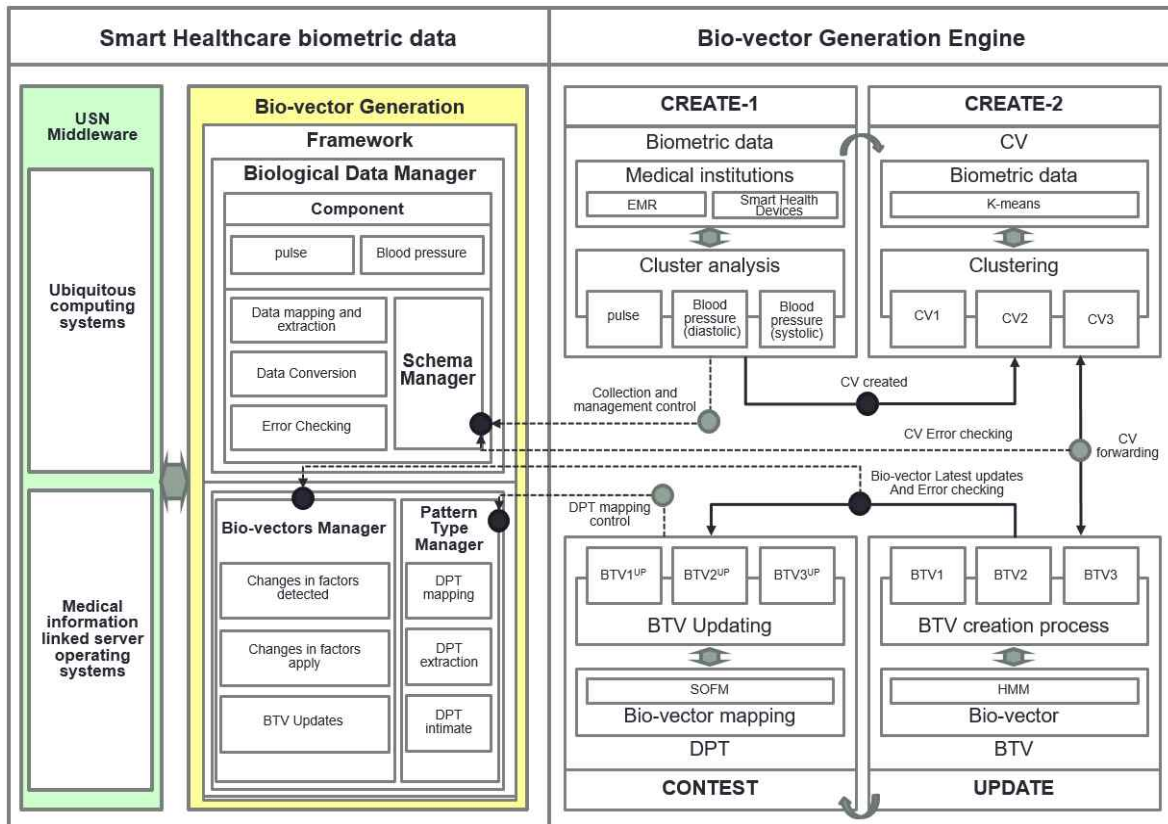 Smart Healthcare biometric data
Bio-vector Generation Engine
USN
Middleware
Ubiquitous
computing
systems
Medical
information
linked server
operating
systems
Bio-vector Generation
Framework
Biological Data Manager
Component
pulse
Blood pressure
Data mapping and
extraction
Data Conversion
Error Checking
Schema
Manager
Bio-vectors Manager
Changes in factors
detected
Changes in factors
apply
BTV Updates
Pattern
Type
Manager
DPT
mapping
DPT
extraction
DPT
intimate
CREATE-1
Biometric data
Medical institutions
EMR
Smart Health
Devices
Cluster analysis
pulse
Blood
pressure
(diastolic)
Blood
pressure
(systolic)
CREATE-2
CV
Biometric data
K-means
Clustering
CV1
CV2
CV3
Collection and
management control
CV created
CV Error checking
CV
forwarding
Bio-vector Latest updates
And Error checking
DPT mapping
control
BTV1UP
BTV2UP
BTV3UP
BTV Updating
SOFM
Bio-vector mapping
DPT
CONTEST
BTV1
BTV2
BTV3
BTV creation process
HMM
Bio-vector
BTV
UPDATE